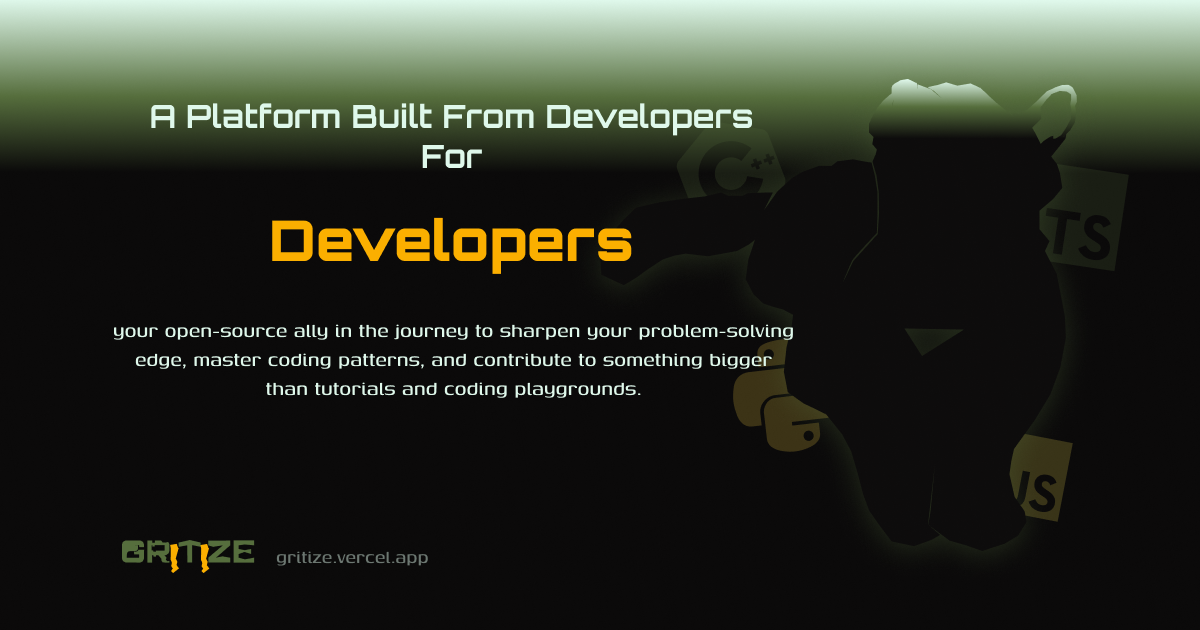 A Platform Built From Developers
For
Developers
your open-source ally in the journey to sharpen your problem-solving
edge, master coding patterns, and contribute to something bigger
than tutorials and coding playgrounds.
GRITIZE
gritize.vercel.app
C++
TS
JS